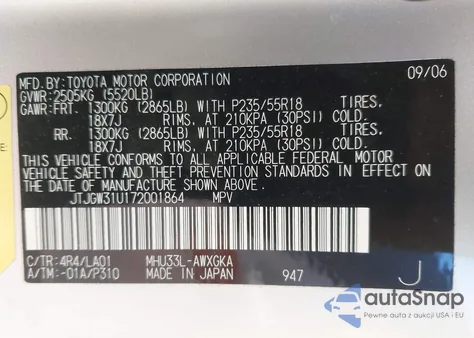 MFD.BY:TOYOTA MOTOR CORPORATION 09/06
GVWR:2505KG (5520LB)
GAWR:FRT. 1300KG (2865LB) WITH P235/55R18 TIRES,
18X7J RIMS, AT 210KPA (30PSI) COLD.
RR. 1300KG (2865LB) WITH P235/55R18 TIRES,
18X7J RIMS, AT 210KPA (30PSI) COLD.
THIS VEHICLE CONFORMS TO ALL APPLICABLE FEDERAL MOTOR
VEHICLE SAFETY AND THEFT PREVENTION STANDARDS IN EFFECT
ON THE DATE OF MANUFACTURE SHOWN ABOVE.
JTJGW31U172001864 MPV
C/TR:4R4/LA01 MHU33L-AWXGKA
A/TM:-01A/P310 MADE IN JAPAN 947 J
E:
autoSnap
Pewne auta z aukcji USA i EU